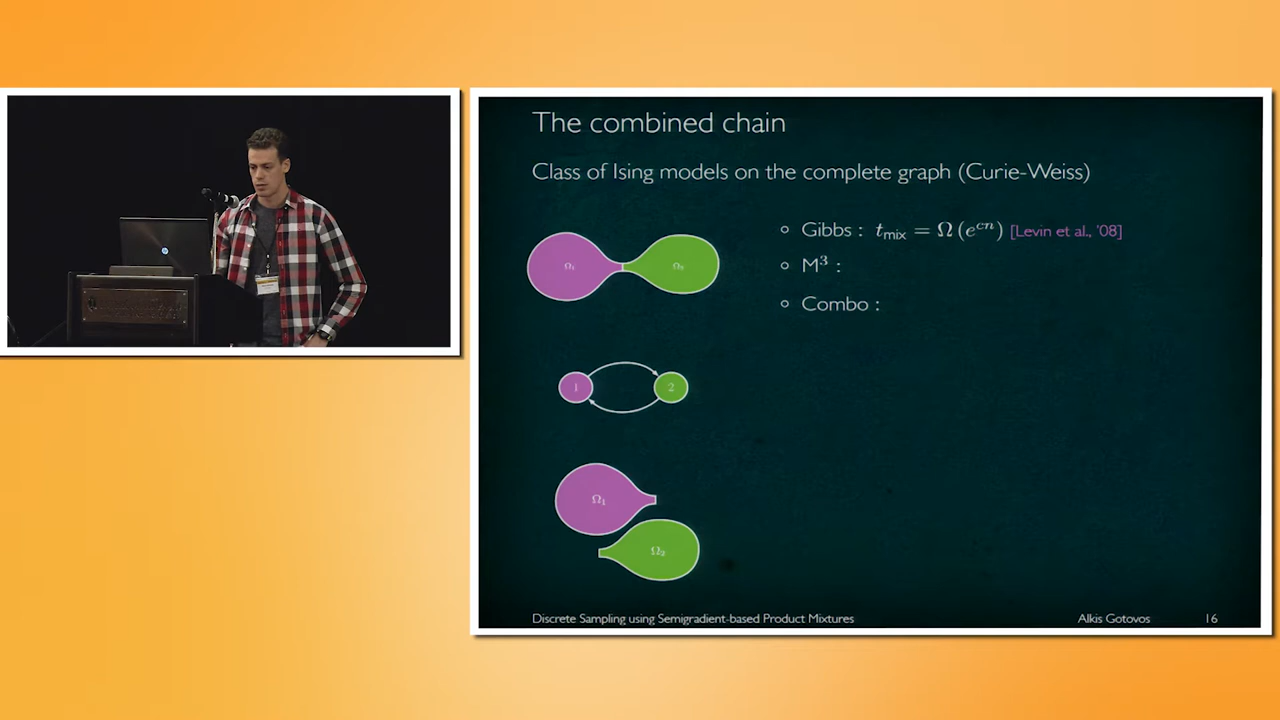 The combined chain
Class of Ising models on the complete graph (Curie-Weiss)
Ω₁
Ω₂
Gibbs : t_mix = Ω (e^{cn}) [Levin et al., '08]
M³ :
Combo :
1
2
Ω₁
Ω₂
Discrete Sampling using Semigradient-based Product Mixtures
Alkis Gotovos
16